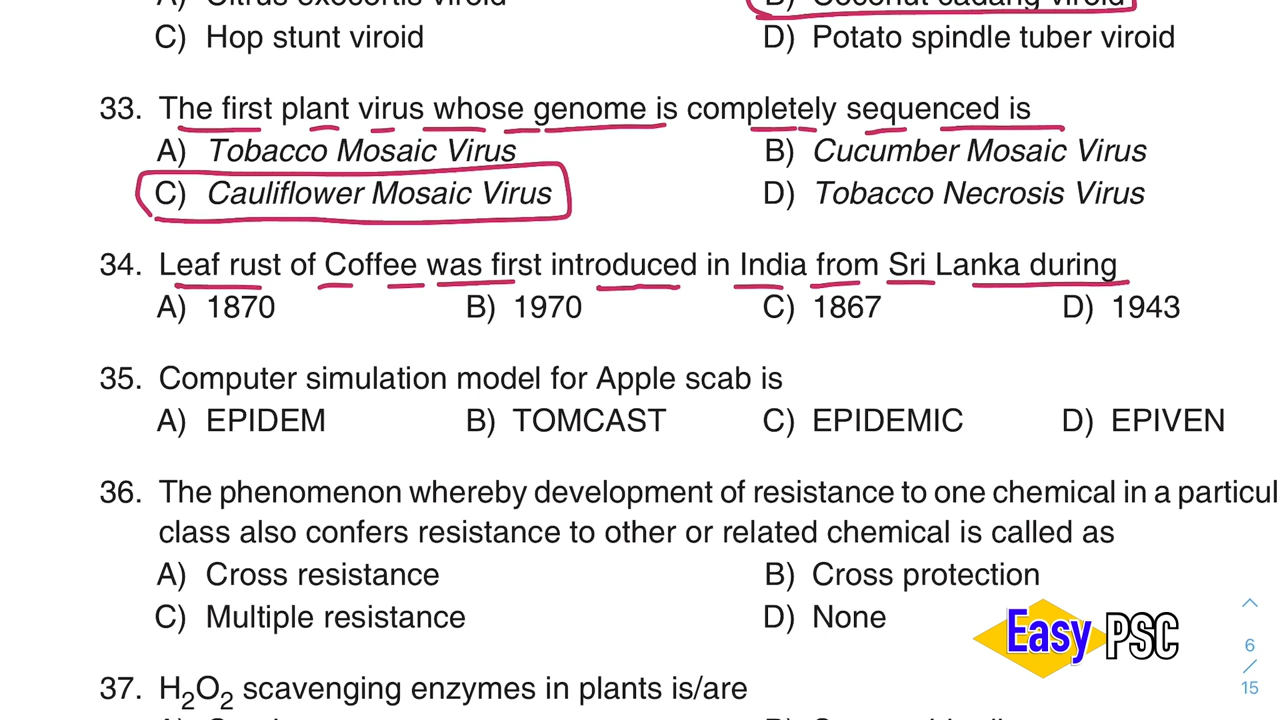 C) Hop stunt viroid D) Potato spindle tuber viroid
33. The first plant virus whose genome is completely sequenced is
A) Tobacco Mosaic Virus B) Cucumber Mosaic Virus
C) Cauliflower Mosaic Virus D) Tobacco Necrosis Virus
34. Leaf rust of Coffee was first introduced in India from Sri Lanka during
A) 1870 B) 1970 C) 1867 D) 1943
35. Computer simulation model for Apple scab is
A) EPIDEM B) TOMCAST C) EPIDEMIC D) EPIVEN
36. The phenomenon whereby development of resistance to one chemical in a particul
class also confers resistance to other or related chemical is called as
A) Cross resistance B) Cross protection
C) Multiple resistance D) None
Easy PSC
6
/
15
37. H₂O₂ scavenging enzymes in plants is/are